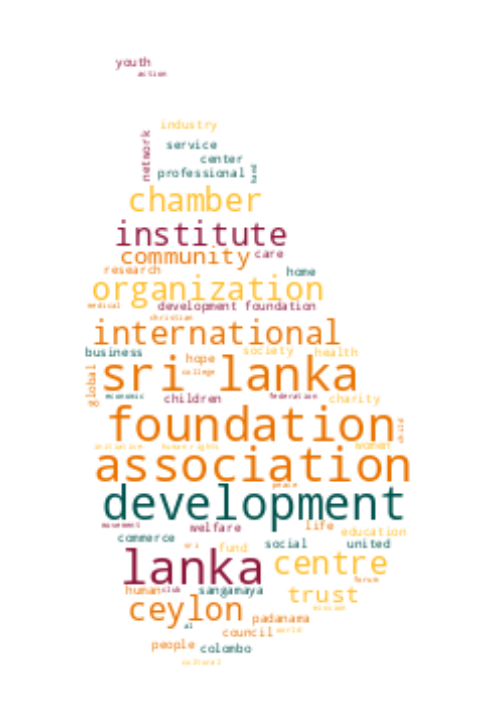 youth
action
industry
network
service
center
professional
fund
chamber
institute
community care
research home
organization
medical development foundation
christian
international
business society health
hope
global sri lanka
college
economic children federation charity
foundation
child
initiative human rights women
association
peace
development
movement welfare life education
commerce social united
sri fund
lanka centre
forum
human club sangamaya trust
ceylon mission
padanama
al council world
people colombo
cultural